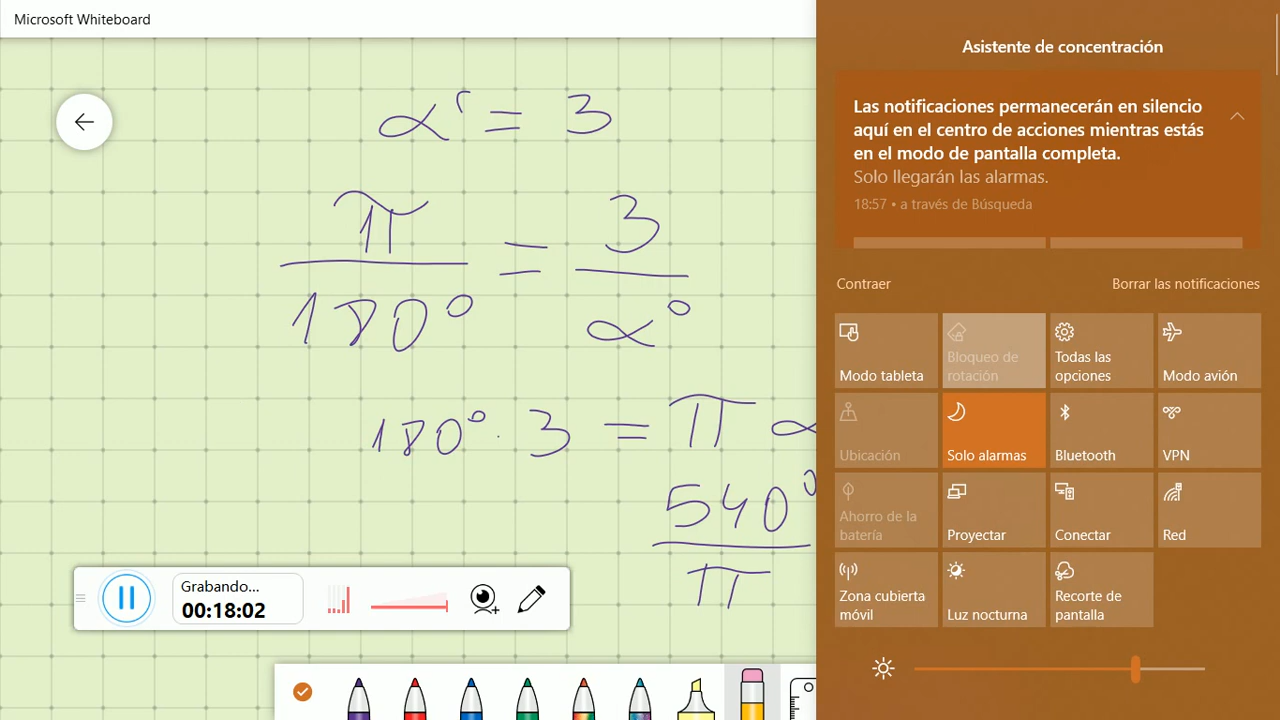 Microsoft Whiteboard
α^r = 3
π/180° = 3/α°
180° · 3 = π α
540°/π
Grabando...
00:18:02
Asistente de concentración
Las notificaciones permanecerán en silencio
aquí en el centro de acciones mientras estás
en el modo de pantalla completa.
Solo llegarán las alarmas.
18:57 • a través de Búsqueda
Contraer Borrar las notificaciones
Modo tableta
Bloqueo de
rotación
Todas las
opciones
Modo avión
Ubicación
Solo alarmas
Bluetooth
VPN
Ahorro de la
batería
Proyectar
Conectar
Red
Zona cubierta
móvil
Luz nocturna
Recorte de
pantalla